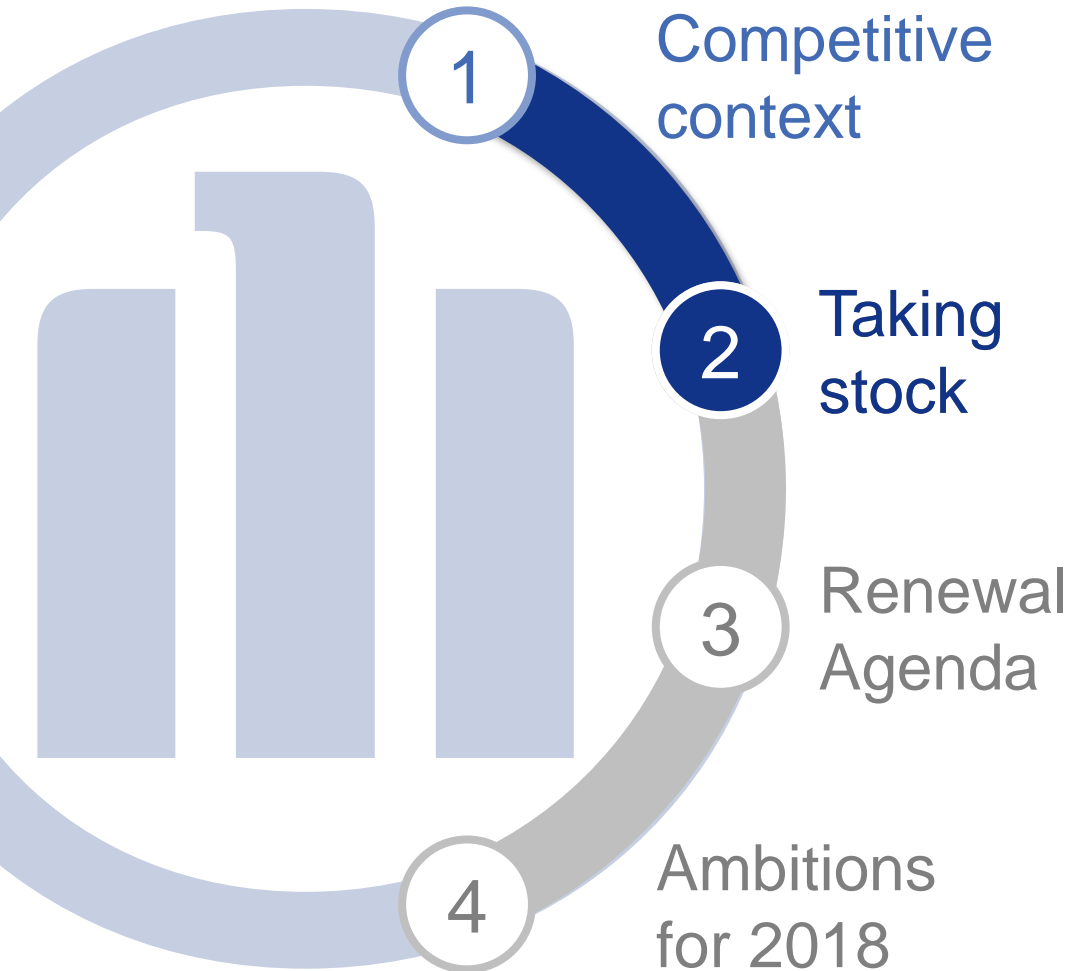 1
Competitive
context
2
Taking
stock
3
Renewal
Agenda
4
Ambitions
for 2018